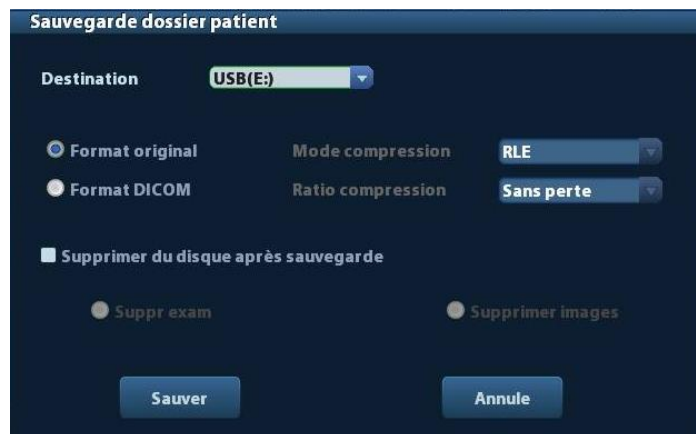 Sauvegarde dossier patient
Destination USB(E:)
Format original Mode compression RLE
Format DICOM Ratio compression Sans perte
Supprimer du disque après sauvegarde
Suppr exam Supprimer images
Sauver Annule